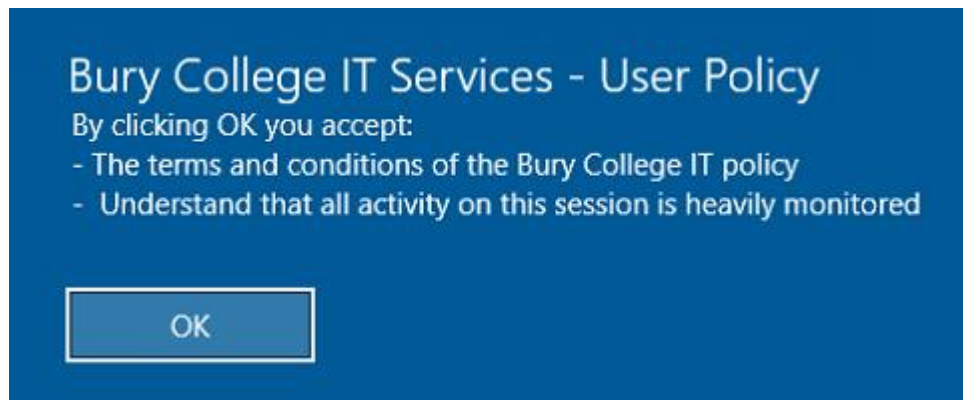 Bury College IT Services - User Policy
By clicking OK you accept:
- The terms and conditions of the Bury College IT policy
- Understand that all activity on this session is heavily monitored
OK